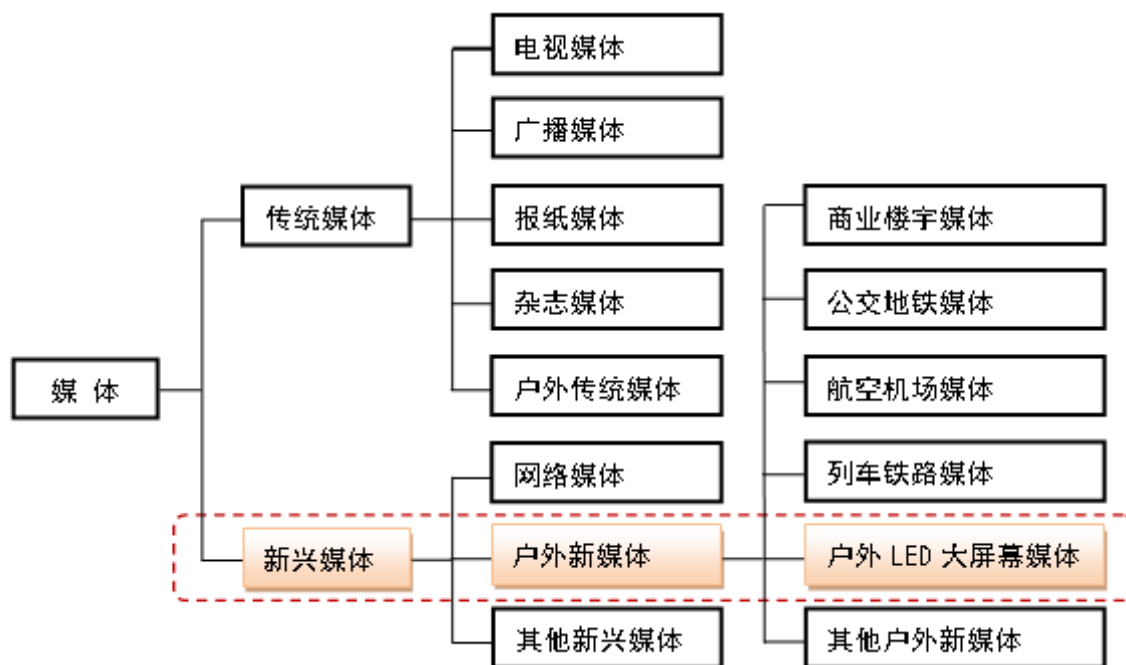 媒 体
传统媒体
电视媒体
广播媒体
报纸媒体
杂志媒体
户外传统媒体
新兴媒体
网络媒体
户外新媒体
其他新兴媒体
商业楼宇媒体
公交地铁媒体
航空机场媒体
列车铁路媒体
户外 LED 大屏幕媒体
其他户外新媒体